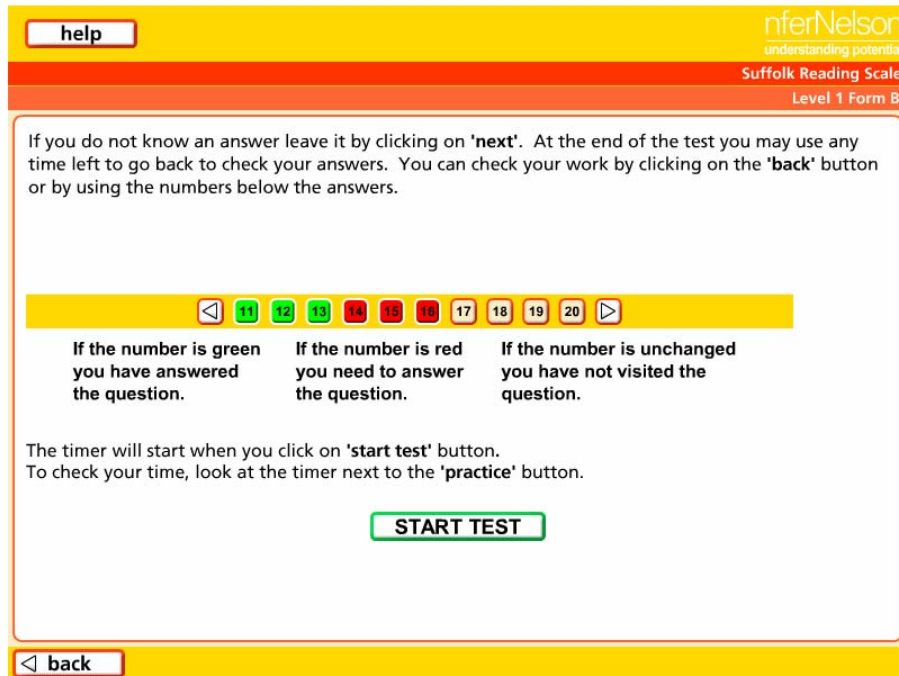 help
nferNelson
understanding potential
Suffolk Reading Scale
Level 1 Form B
If you do not know an answer leave it by clicking on 'next'. At the end of the test you may use any
time left to go back to check your answers. You can check your work by clicking on the 'back' button
or by using the numbers below the answers.
11 12 13 14 15 16 17 18 19 20
If the number is green
you have answered
the question.
If the number is red
you need to answer
the question.
If the number is unchanged
you have not visited the
question.
The timer will start when you click on 'start test' button.
To check your time, look at the timer next to the 'practice' button.
START TEST
back